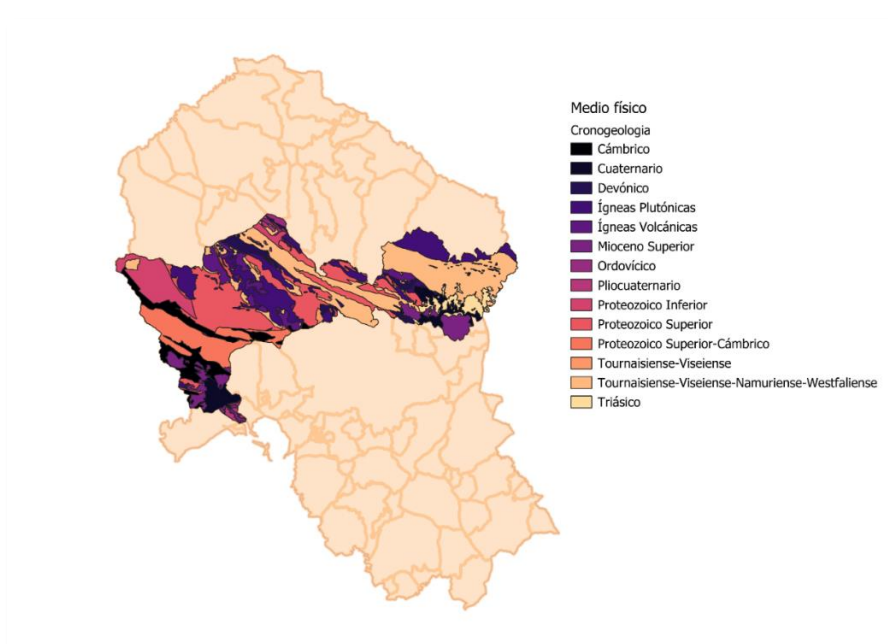 Medio físico
Cronogeologia
Cámbrico
Cuaternario
Devónico
Ígneas Plutónicas
Ígneas Volcánicas
Mioceno Superior
Ordovícico
Pliocuaternario
Proteozoico Inferior
Proteozoico Superior
Proteozoico Superior-Cámbrico
Tournaisiense-Viseiense
Tournaisiense-Viseiense-Namuriense-Westfaliense
Triásico